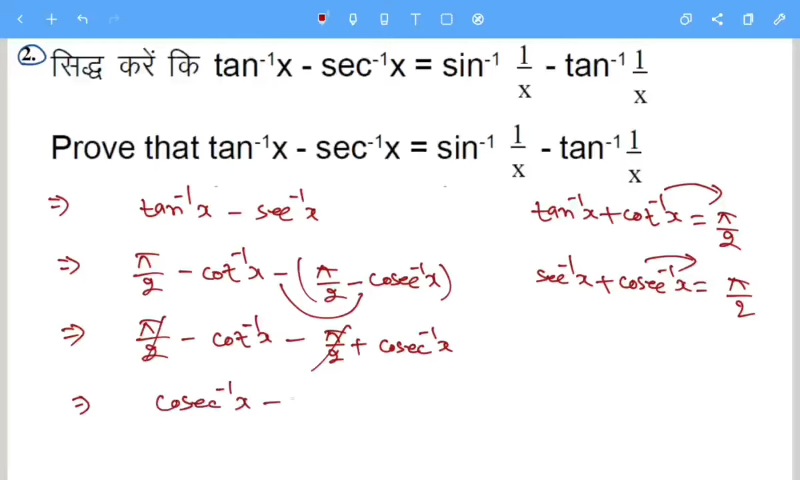 2. सिद्ध करें कि tan⁻¹x - sec⁻¹x = sin⁻¹ 1/x - tan⁻¹ 1/x
Prove that tan⁻¹x - sec⁻¹x = sin⁻¹ 1/x - tan⁻¹ 1/x
⇒ tan⁻¹x - sec⁻¹x
tan⁻¹x + cot⁻¹x = π/2
⇒ π/2 - cot⁻¹x - (π/2 - cosec⁻¹x)
sec⁻¹x + cosec⁻¹x = π/2
⇒ π/2 - cot⁻¹x - π/2 + cosec⁻¹x
⇒ cosec⁻¹x -